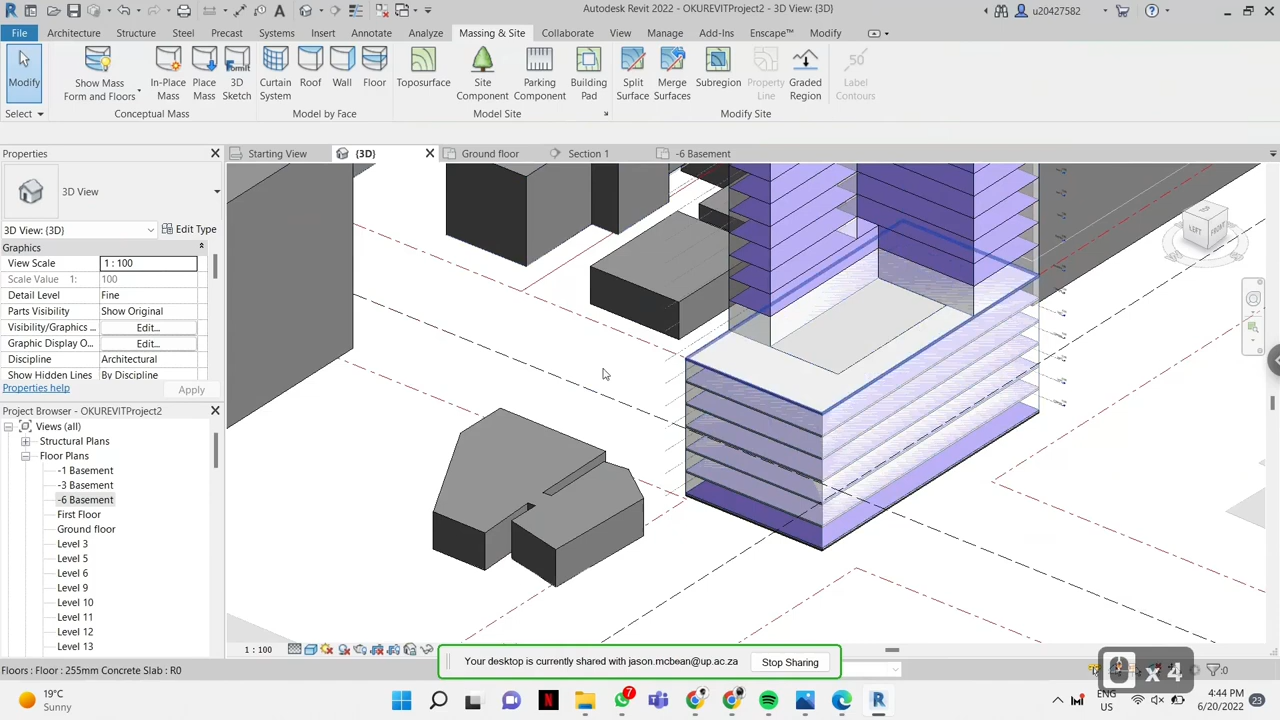 Autodesk Revit 2022 - OKUREVITProject2 - 3D View: {3D}
u20427582
File Architecture Structure Steel Precast Systems Insert Annotate Analyze Massing & Site Collaborate View Manage Add-Ins Enscape™ Modify
Modify
Show Mass
Form and Floors
In-Place
Mass
Place
Mass
Formit
3D
Sketch
Curtain
System
Roof
Wall
Floor
Toposurface
Site
Component
Parking
Component
Building
Pad
Split
Surface
Merge
Surfaces
Subregion
Property
Line
Graded
Region
50
Label
Contours
Select
Conceptual Mass
Model by Face
Model Site
Modify Site
Properties
Starting View
{3D}
Ground floor
Section 1
-6 Basement
3D View
3D View: {3D}
Edit Type
Graphics
View Scale 1 : 100
Scale Value 1: 100
Detail Level Fine
Parts Visibility Show Original
Visibility/Graphics ... Edit...
Graphic Display O... Edit...
Discipline Architectural
Show Hidden Lines By Discipline
Properties help
Apply
LEFT
FRONT
Project Browser - OKUREVITProject2
Views (all)
Structural Plans
Floor Plans
-1 Basement
-3 Basement
-6 Basement
First Floor
Ground floor
Level 3
Level 5
Level 6
Level 9
Level 10
Level 11
Level 12
Level 13
1 : 100
Your desktop is currently shared with jason.mcbean@up.ac.za
Stop Sharing
Floors : Floor : 255mm Concrete Slab : R0
:0
x 4
19°C
Sunny
7
ENG
US
4:44 PM
6/20/2022
23